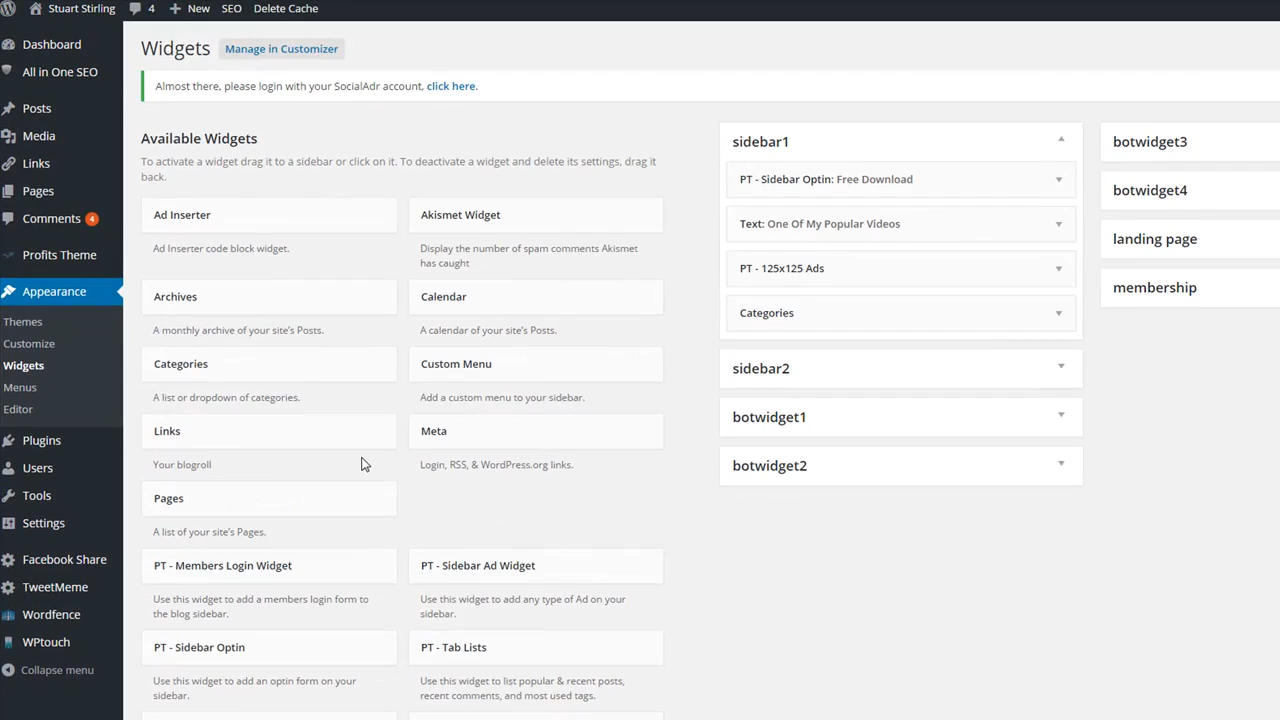 Stuart Stirling 4 New SEO Delete Cache
Dashboard
All in One SEO
Posts
Media
Links
Pages
Comments 4
Profits Theme
Appearance
Themes
Customize
Widgets
Menus
Editor
Plugins
Users
Tools
Settings
Facebook Share
TweetMeme
Wordfence
WPtouch
Collapse menu
Widgets Manage in Customizer
Almost there, please login with your SocialAdr account, click here.
Available Widgets
To activate a widget drag it to a sidebar or click on it. To deactivate a widget and delete its settings, drag it
back.
Ad Inserter
Ad Inserter code block widget.
Akismet Widget
Display the number of spam comments Akismet
has caught
Archives
A monthly archive of your site's Posts.
Calendar
A calendar of your site's Posts.
Categories
A list or dropdown of categories.
Custom Menu
Add a custom menu to your sidebar.
Links
Your blogroll
Meta
Login, RSS, & WordPress.org links.
Pages
A list of your site's Pages.
PT - Members Login Widget
Use this widget to add a members login form to
the blog sidebar.
PT - Sidebar Ad Widget
Use this widget to add any type of Ad on your
sidebar.
PT - Sidebar Optin
Use this widget to add an optin form on your
sidebar.
PT - Tab Lists
Use this widget to list popular & recent posts,
recent comments, and most used tags.
sidebar1
PT - Sidebar Optin: Free Download
Text: One Of My Popular Videos
PT - 125x125 Ads
Categories
sidebar2
botwidget1
botwidget2
botwidget3
botwidget4
landing page
membership